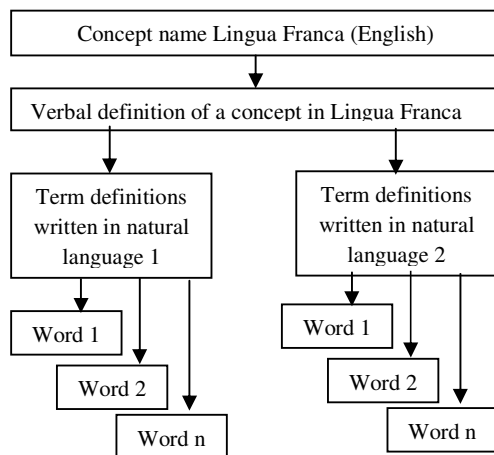 Concept name Lingua Franca (English)
Verbal definition of a concept in Lingua Franca
Term definitions
written in natural
language 1
Word 1
Word 2
Word n
Term definitions
written in natural
language 2
Word 1
Word 2
Word n